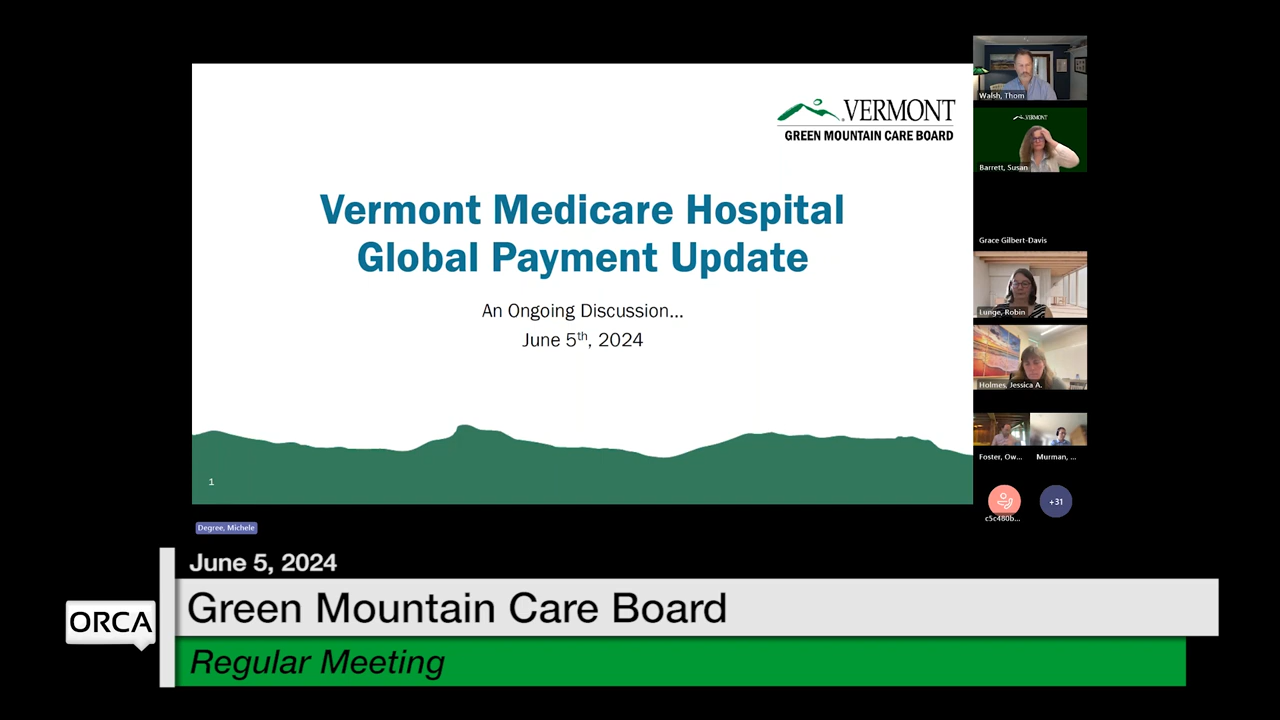 VERMONT
GREEN MOUNTAIN CARE BOARD
Vermont Medicare Hospital
Global Payment Update
An Ongoing Discussion...
June 5th, 2024
1
Degree, Michele
Walsh, Thom
VERMONT
Barrett, Susan
Grace Gilbert-Davis
Lunge, Robin
Holmes, Jessica A.
Foster, Ow...
Murman, ...
c5c480b...
+31
June 5, 2024
ORCA
Green Mountain Care Board
Regular Meeting